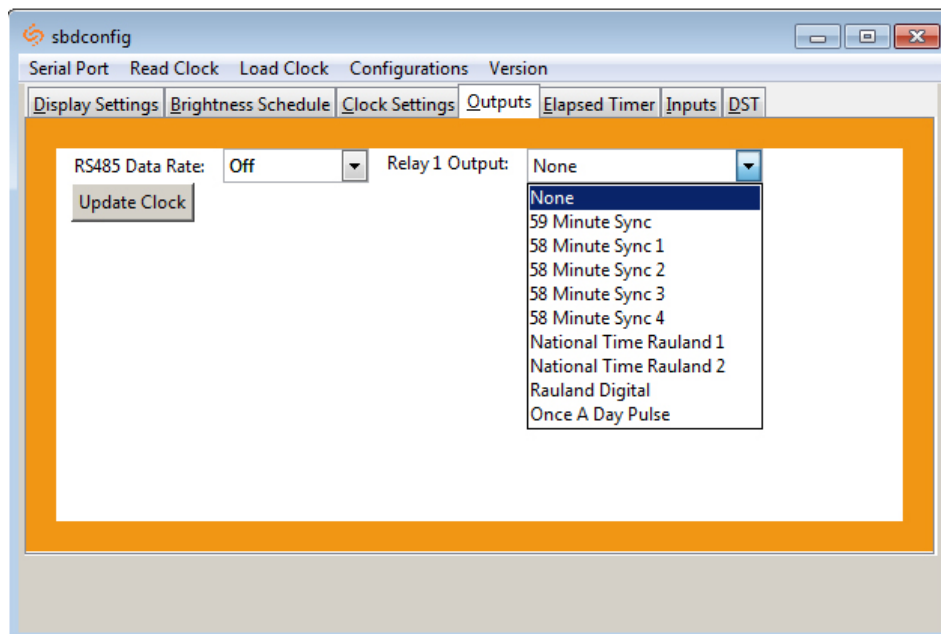 sbdconfig
Serial Port Read Clock Load Clock Configurations Version
Display Settings Brightness Schedule Clock Settings Outputs Elapsed Timer Inputs DST
RS485 Data Rate: Off Relay 1 Output: None
Update Clock
None
59 Minute Sync
58 Minute Sync 1
58 Minute Sync 2
58 Minute Sync 3
58 Minute Sync 4
National Time Rauland 1
National Time Rauland 2
Rauland Digital
Once A Day Pulse